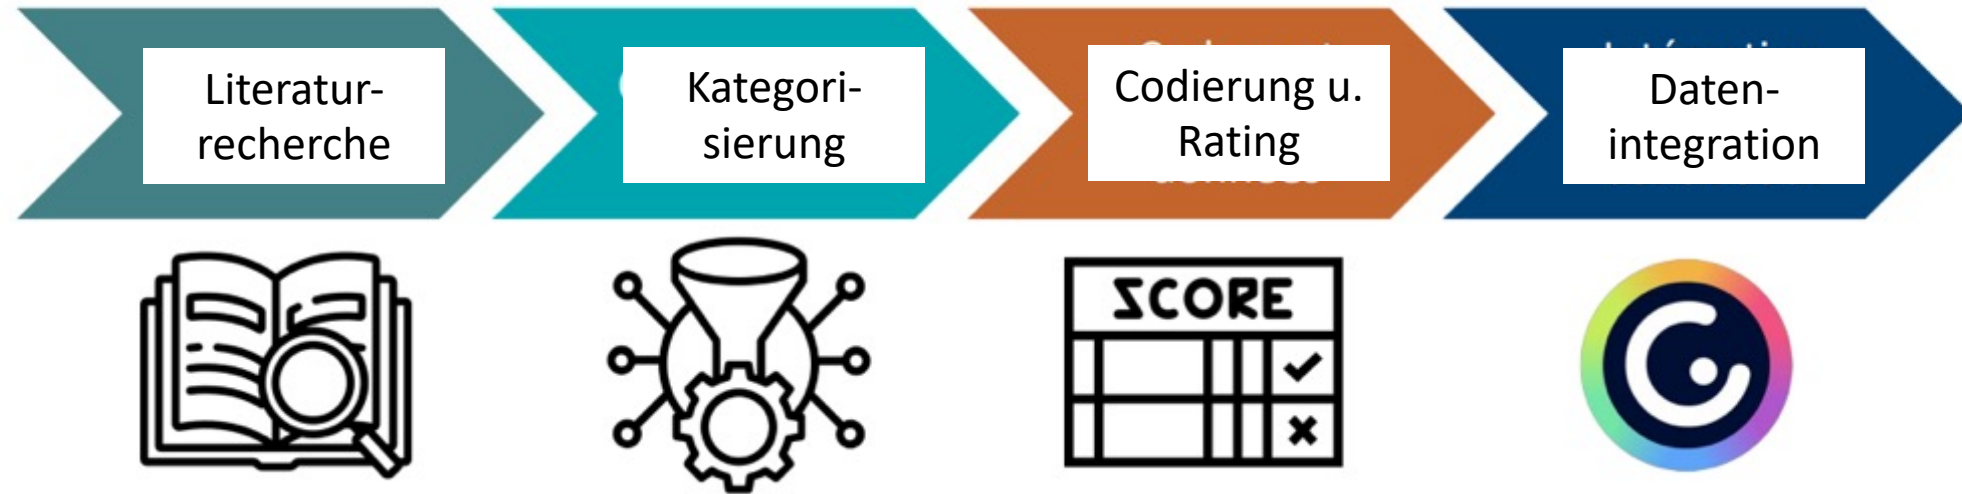 Literatur-
recherche
Kategori-
sierung
Codierung u.
Rating
Daten-
integration
SCORE